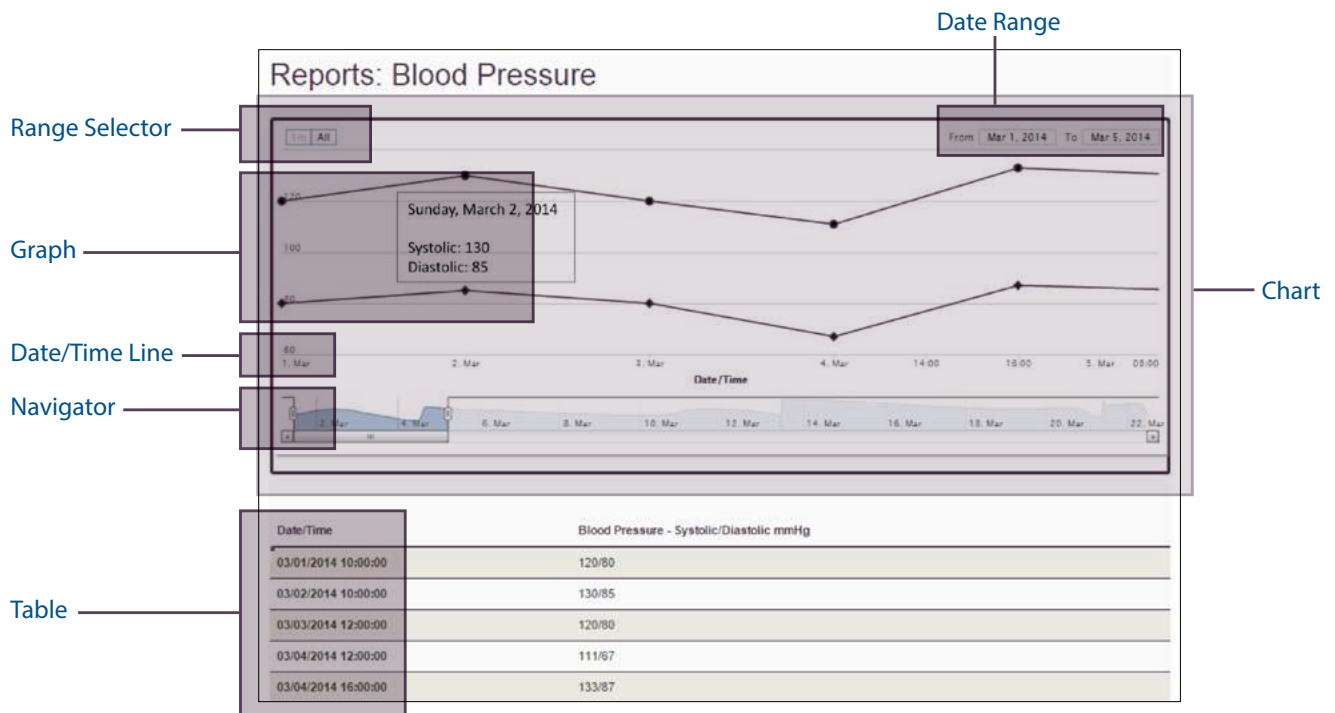 Date Range
Reports: Blood Pressure
Range Selector
1m All
From Mar 1, 2014 To Mar 5, 2014
120
Sunday, March 2, 2014
Graph
100
Systolic: 130
Diastolic: 85
Chart
80
Date/Time Line
60
1. Mar 2. Mar 3. Mar 4. Mar 14:00 16:00 5. Mar 08:00
Date/Time
Navigator
2. Mar 4. Mar 6. Mar 8. Mar 10. Mar 12. Mar 14. Mar 16. Mar 18. Mar 20. Mar 22. Mar
Date/Time Blood Pressure - Systolic/Diastolic mmHg
03/01/2014 10:00:00 120/80
03/02/2014 10:00:00 130/85
Table
03/03/2014 12:00:00 120/80
03/04/2014 12:00:00 111/67
03/04/2014 16:00:00 133/87